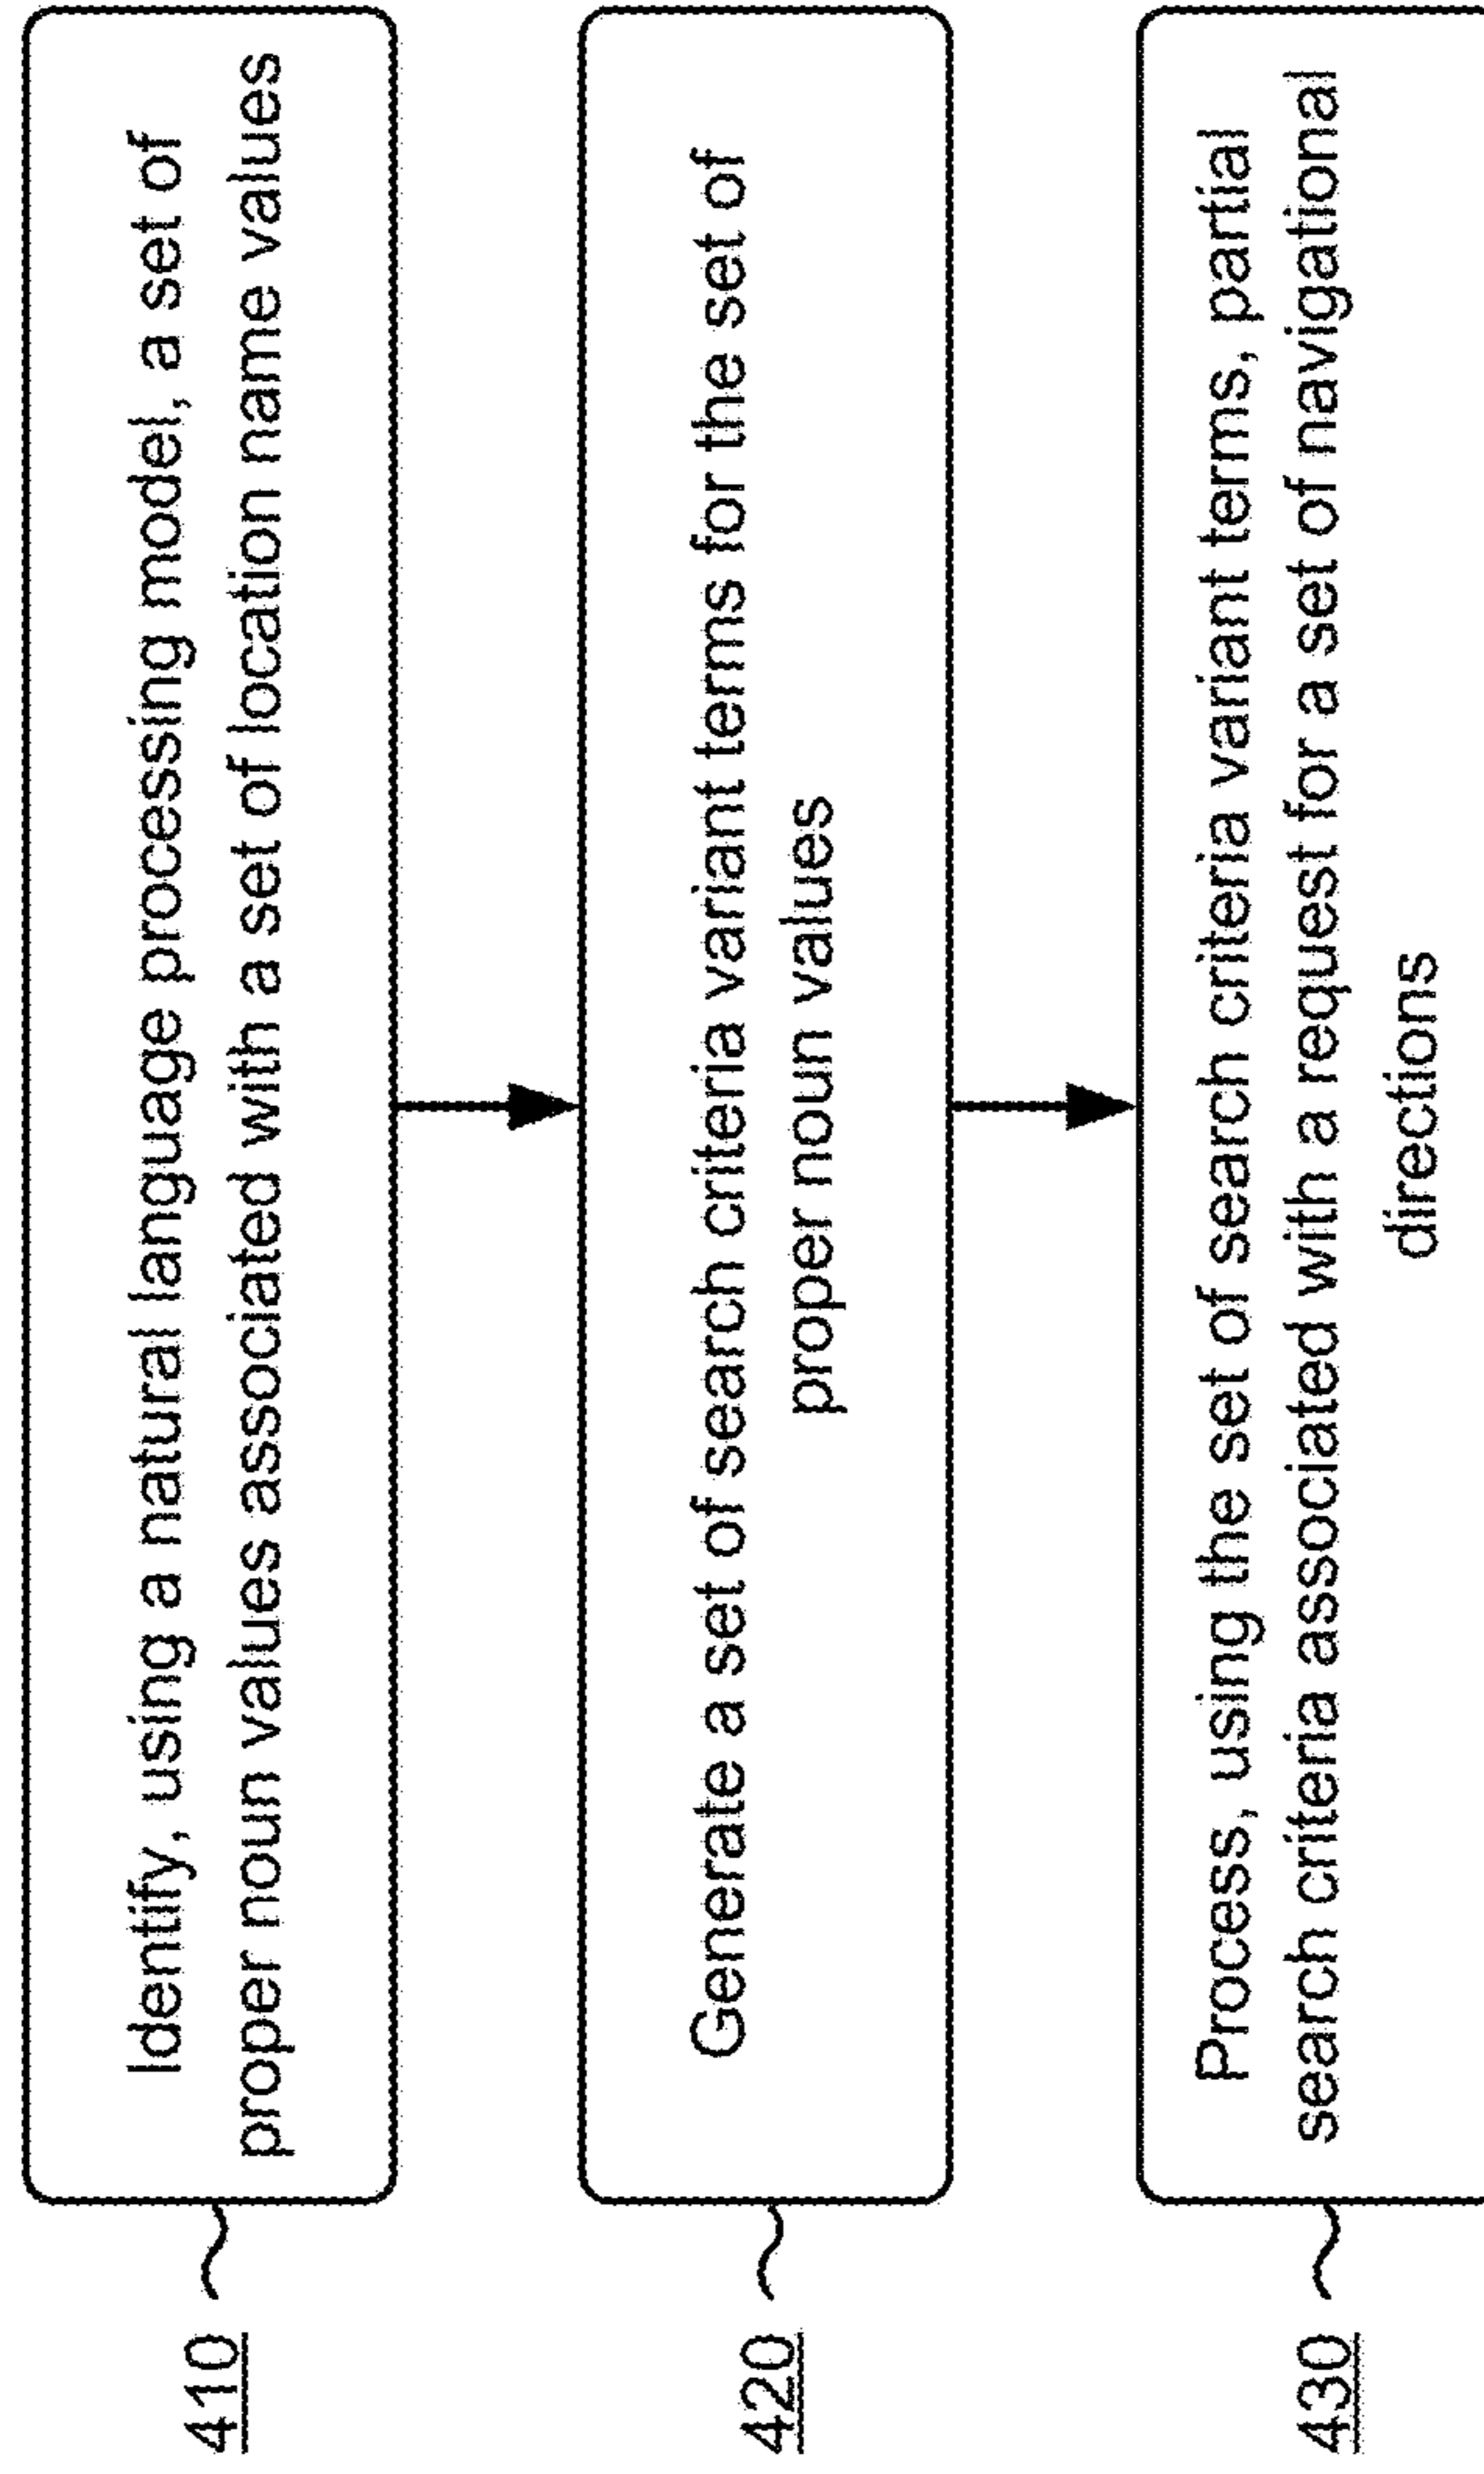 410
Identify, using a natural language processing model, a set of
proper noun values associated with a set of location name values
420
Generate a set of search criteria variant terms for the set of
proper noun values
430
Process, using the set of search criteria variant terms, partial
search criteria associated with a request for a set of navigational
directions